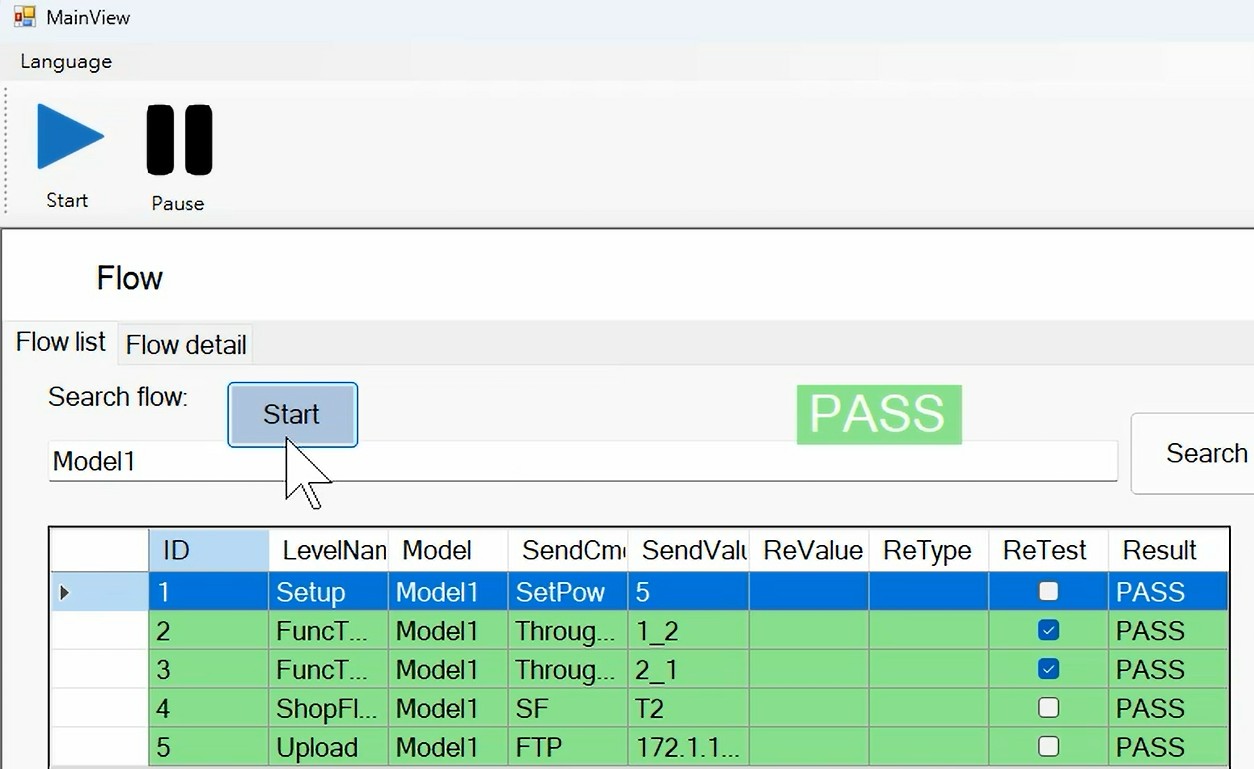 MainView
Language
Start
Pause
Flow
Flow list
Flow detail
Search flow:
Start
PASS
Model1
Search
ID LevelNam Model SendCm SendValu ReValue ReType ReTest Result
1 Setup Model1 SetPow 5 PASS
2 FuncT... Model1 Throug... 1_2 PASS
3 FuncT... Model1 Throug... 2_1 PASS
4 ShopFl... Model1 SF T2 PASS
5 Upload Model1 FTP 172.1.1... PASS